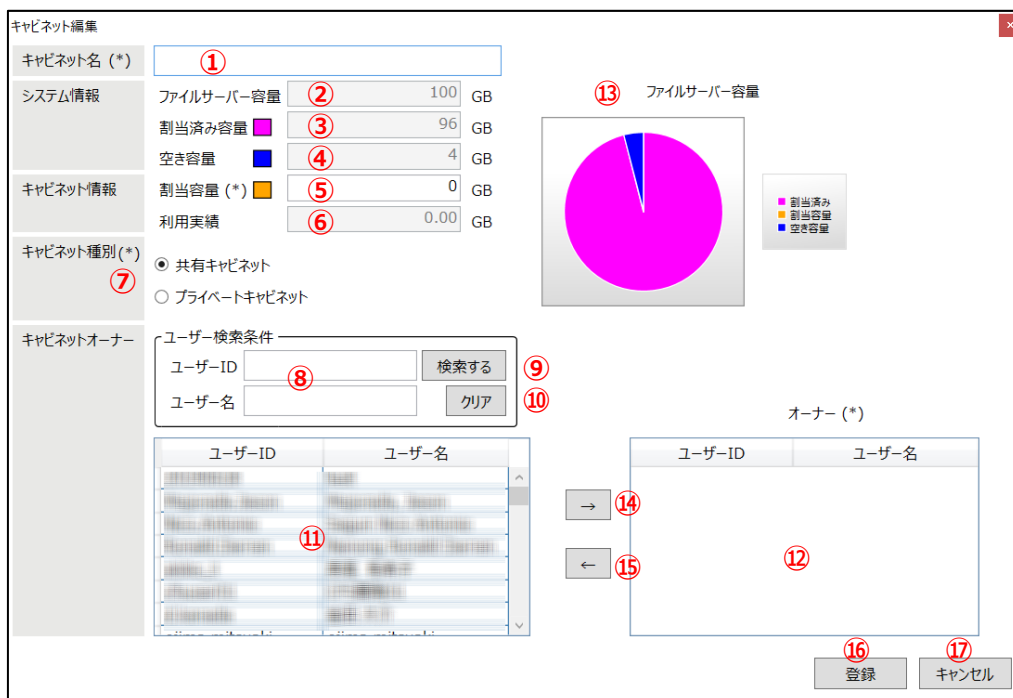 キャビネット編集
×
キャビネット名 (*)
①
システム情報
ファイルサーバー容量 ② 100 GB
割当済み容量 ③ 96 GB
空き容量 ④ 4 GB
キャビネット情報
割当容量 (*) ⑤ 0 GB
利用実績 ⑥ 0.00 GB
⑬ ファイルサーバー容量
割当済み
割当容量
空き容量
キャビネット種別(*)
⑦
共有キャビネット
プライベートキャビネット
キャビネットオーナー
ユーザー検索条件
ユーザーID ⑧ 検索する ⑨
ユーザー名 クリア ⑩
ユーザーID ユーザー名
⑪
→ ⑭
← ⑮
オーナー (*)
ユーザーID ユーザー名
⑫
⑯ ⑰
登録 キャンセル